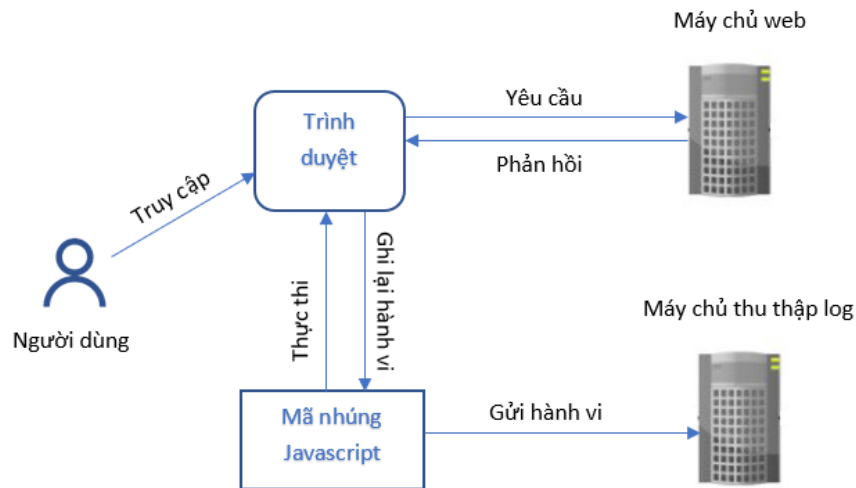 Máy chủ web
Yêu cầu
Trình
duyệt
Phản hồi
Truy cập
Ghi lại hành vi
Thực thi
Người dùng
Máy chủ thu thập log
Mã nhúng
Javascript
Gửi hành vi